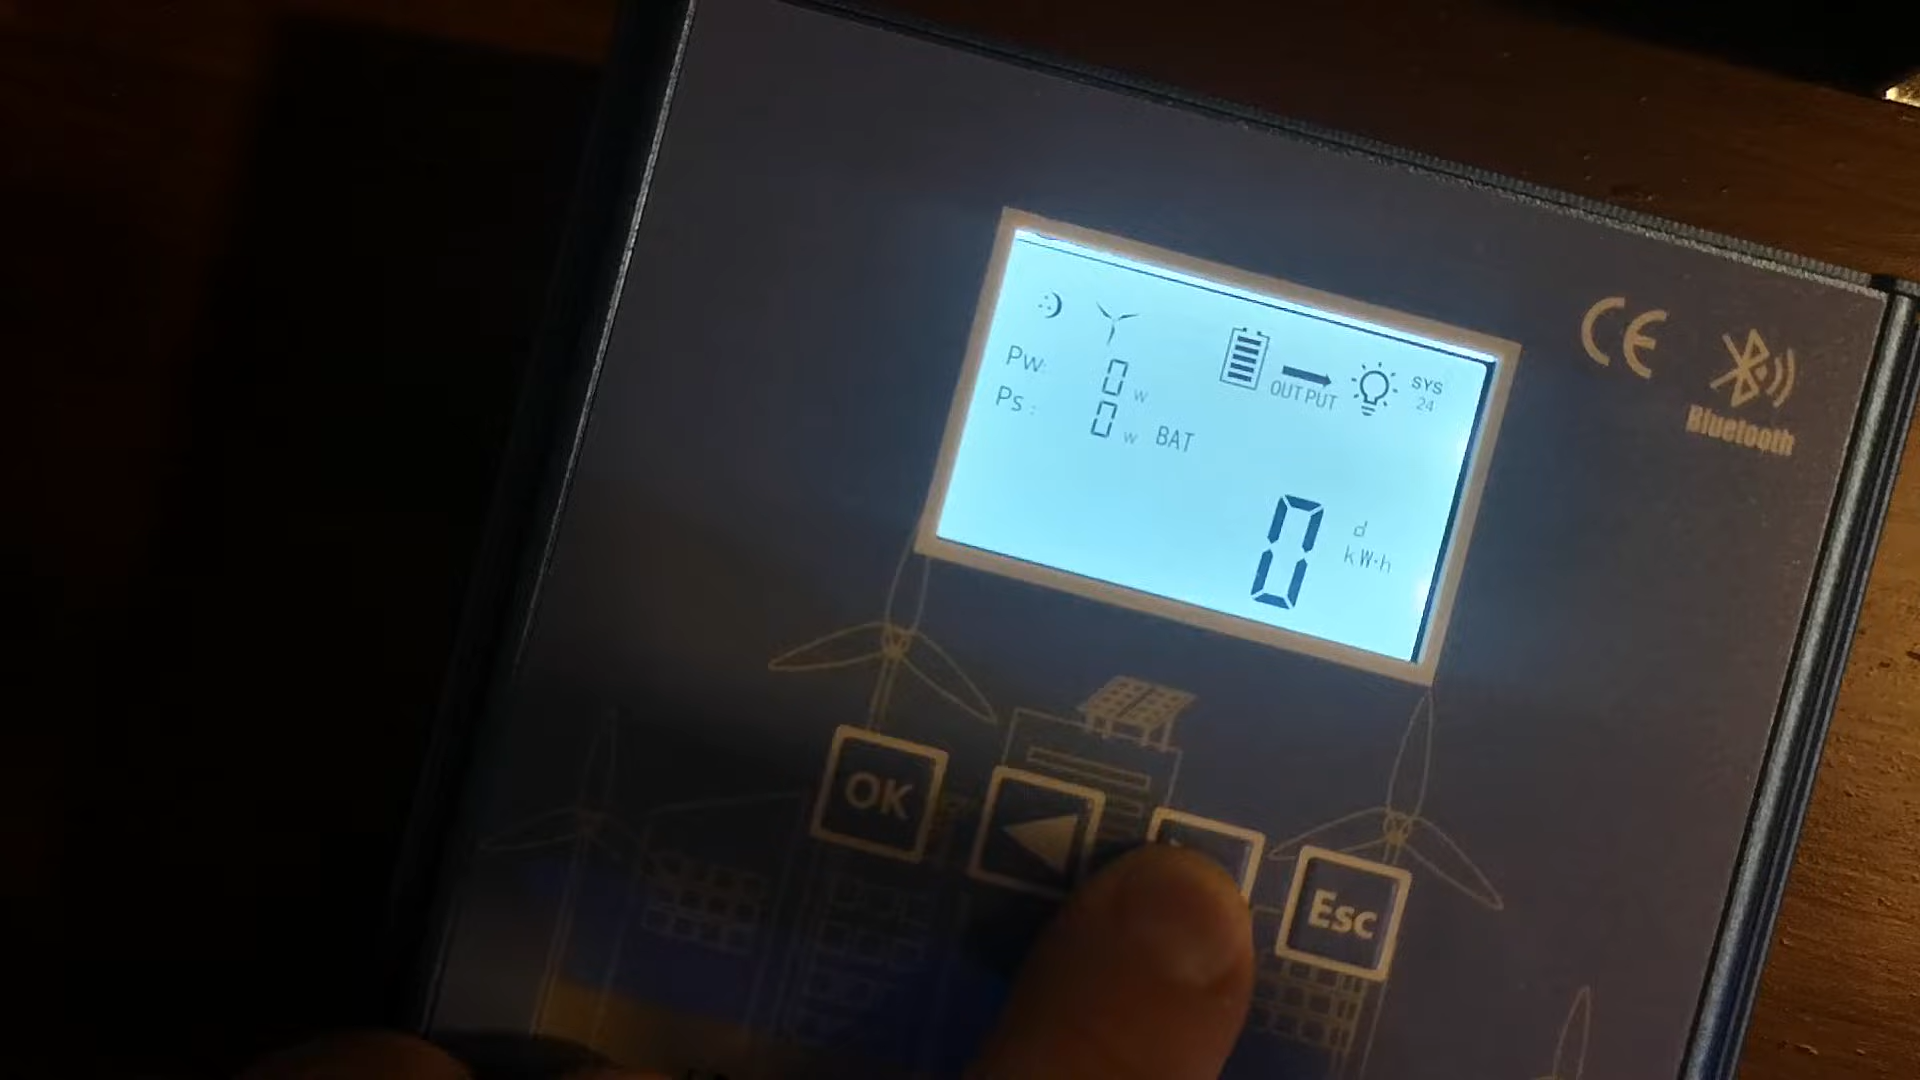 Pw: 0 w
Ps: 0 w BAT
OUTPUT
SYS
24
0 d
kW·h
CE
Bluetooth
OK
Esc